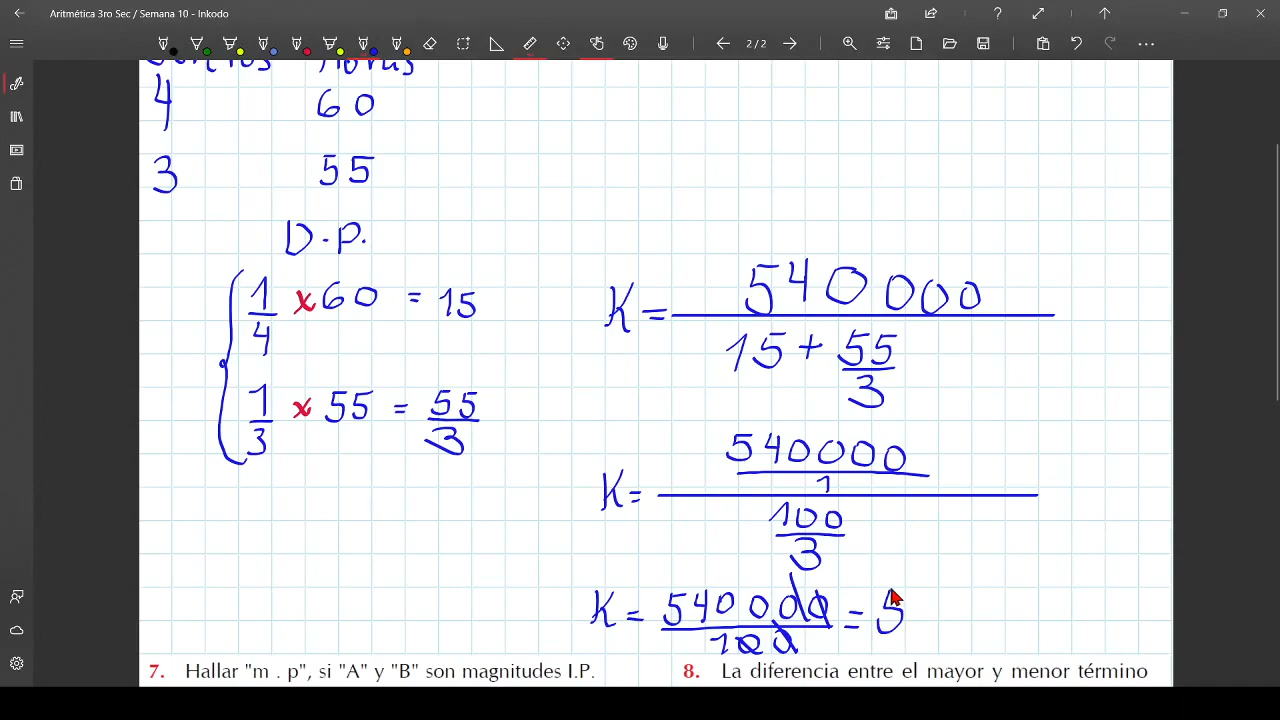 Aritmética 3ro Sec / Semana 10 - Inkodo
2/2
4 60
3 55
D.P.
1/4 x 60 = 15
1/3 x 55 = 55/3
K = 540000 / 15 + 55/3
K = 540000/1 / 100/3
K = 540000/100 = 5
7. Hallar "m . p", si "A" y "B" son magnitudes I.P.
8. La diferencia entre el mayor y menor término